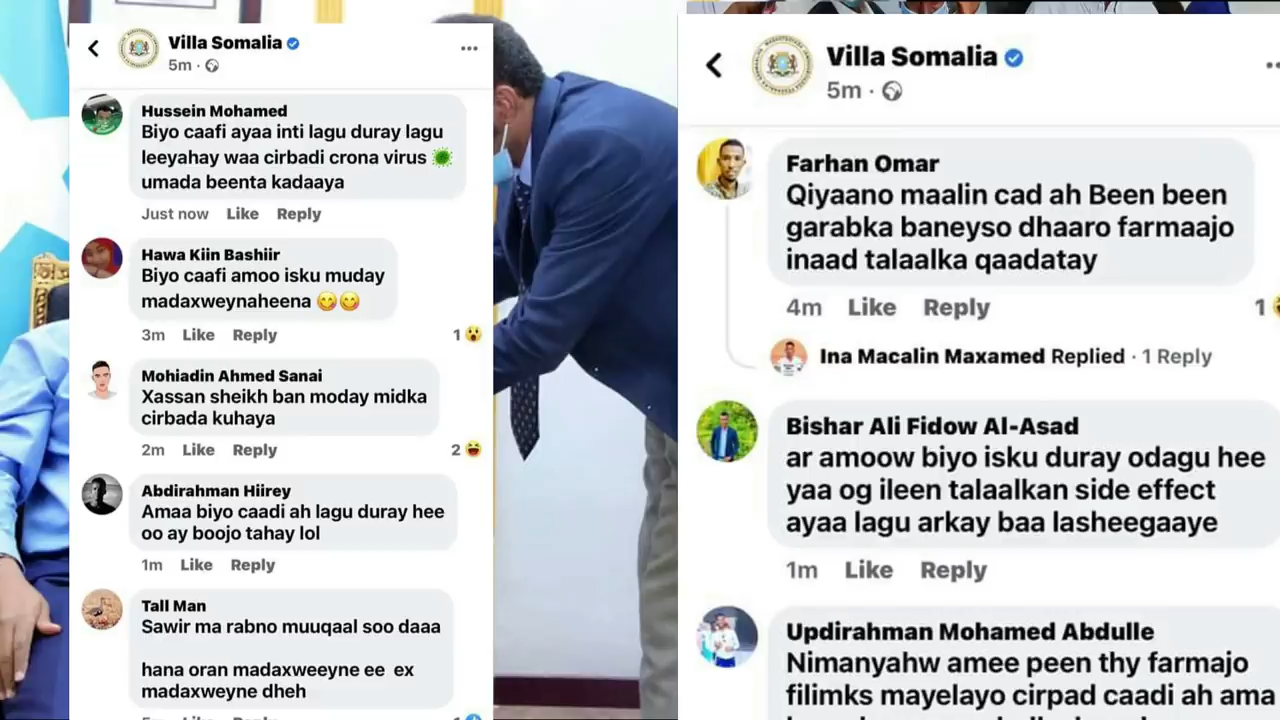 Villa Somalia
5m
Hussein Mohamed
Biyo caafi ayaa inti lagu duray lagu
leeyahay waa cirbadi crona virus
umada beenta kadaaya
Just now Like Reply
Hawa Kiin Bashiir
Biyo caafi amoo isku muday
madaxweynaheena
3m Like Reply 1
Mohiadin Ahmed Sanai
Xassan sheikh ban moday midka
cirbada kuhaya
2m Like Reply 2
Abdirahman Hiirey
Amaa biyo caadi ah lagu duray hee
oo ay boojo tahay lol
1m Like Reply
Tall Man
Sawir ma rabno muuqaal soo daaa
hana oran madaxweeyne ee ex
madaxweyne dheh
Villa Somalia
5m
Farhan Omar
Qiyaano maalin cad ah Been been
garabka baneyso dhaaro farmaajo
inaad talaalka qaadatay
4m Like Reply 1
Ina Macalin Maxamed Replied · 1 Reply
Bishar Ali Fidow Al-Asad
ar amoow biyo isku duray odagu hee
yaa og ileen talaalkan side effect
ayaa lagu arkay baa lasheegaaye
1m Like Reply
Updirahman Mohamed Abdulle
Nimanyahw amee peen thy farmajo
filimks mayelayo cirpad caadi ah ama